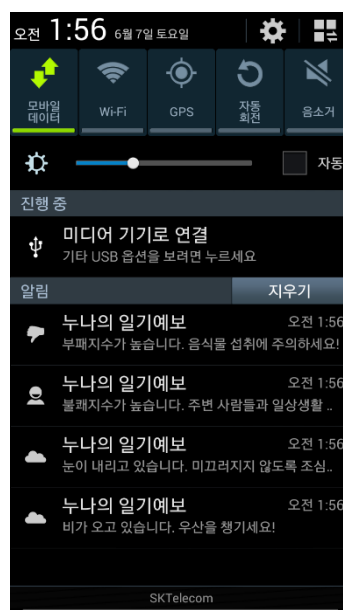 오전 1:56 6월 7일 토요일
모바일 데이터
Wi-Fi
GPS
자동 회전
음소거
자동
진행 중
미디어 기기로 연결
기타 USB 옵션을 보려면 누르세요
알림 지우기
누나의 일기예보 오전 1:56
부패지수가 높습니다. 음식물 섭취에 주의하세요!
누나의 일기예보 오전 1:56
불쾌지수가 높습니다. 주변 사람들과 일상생활 ..
누나의 일기예보 오전 1:56
눈이 내리고 있습니다. 미끄러지지 않도록 조심..
누나의 일기예보 오전 1:56
비가 오고 있습니다. 우산을 챙기세요!
SKTelecom